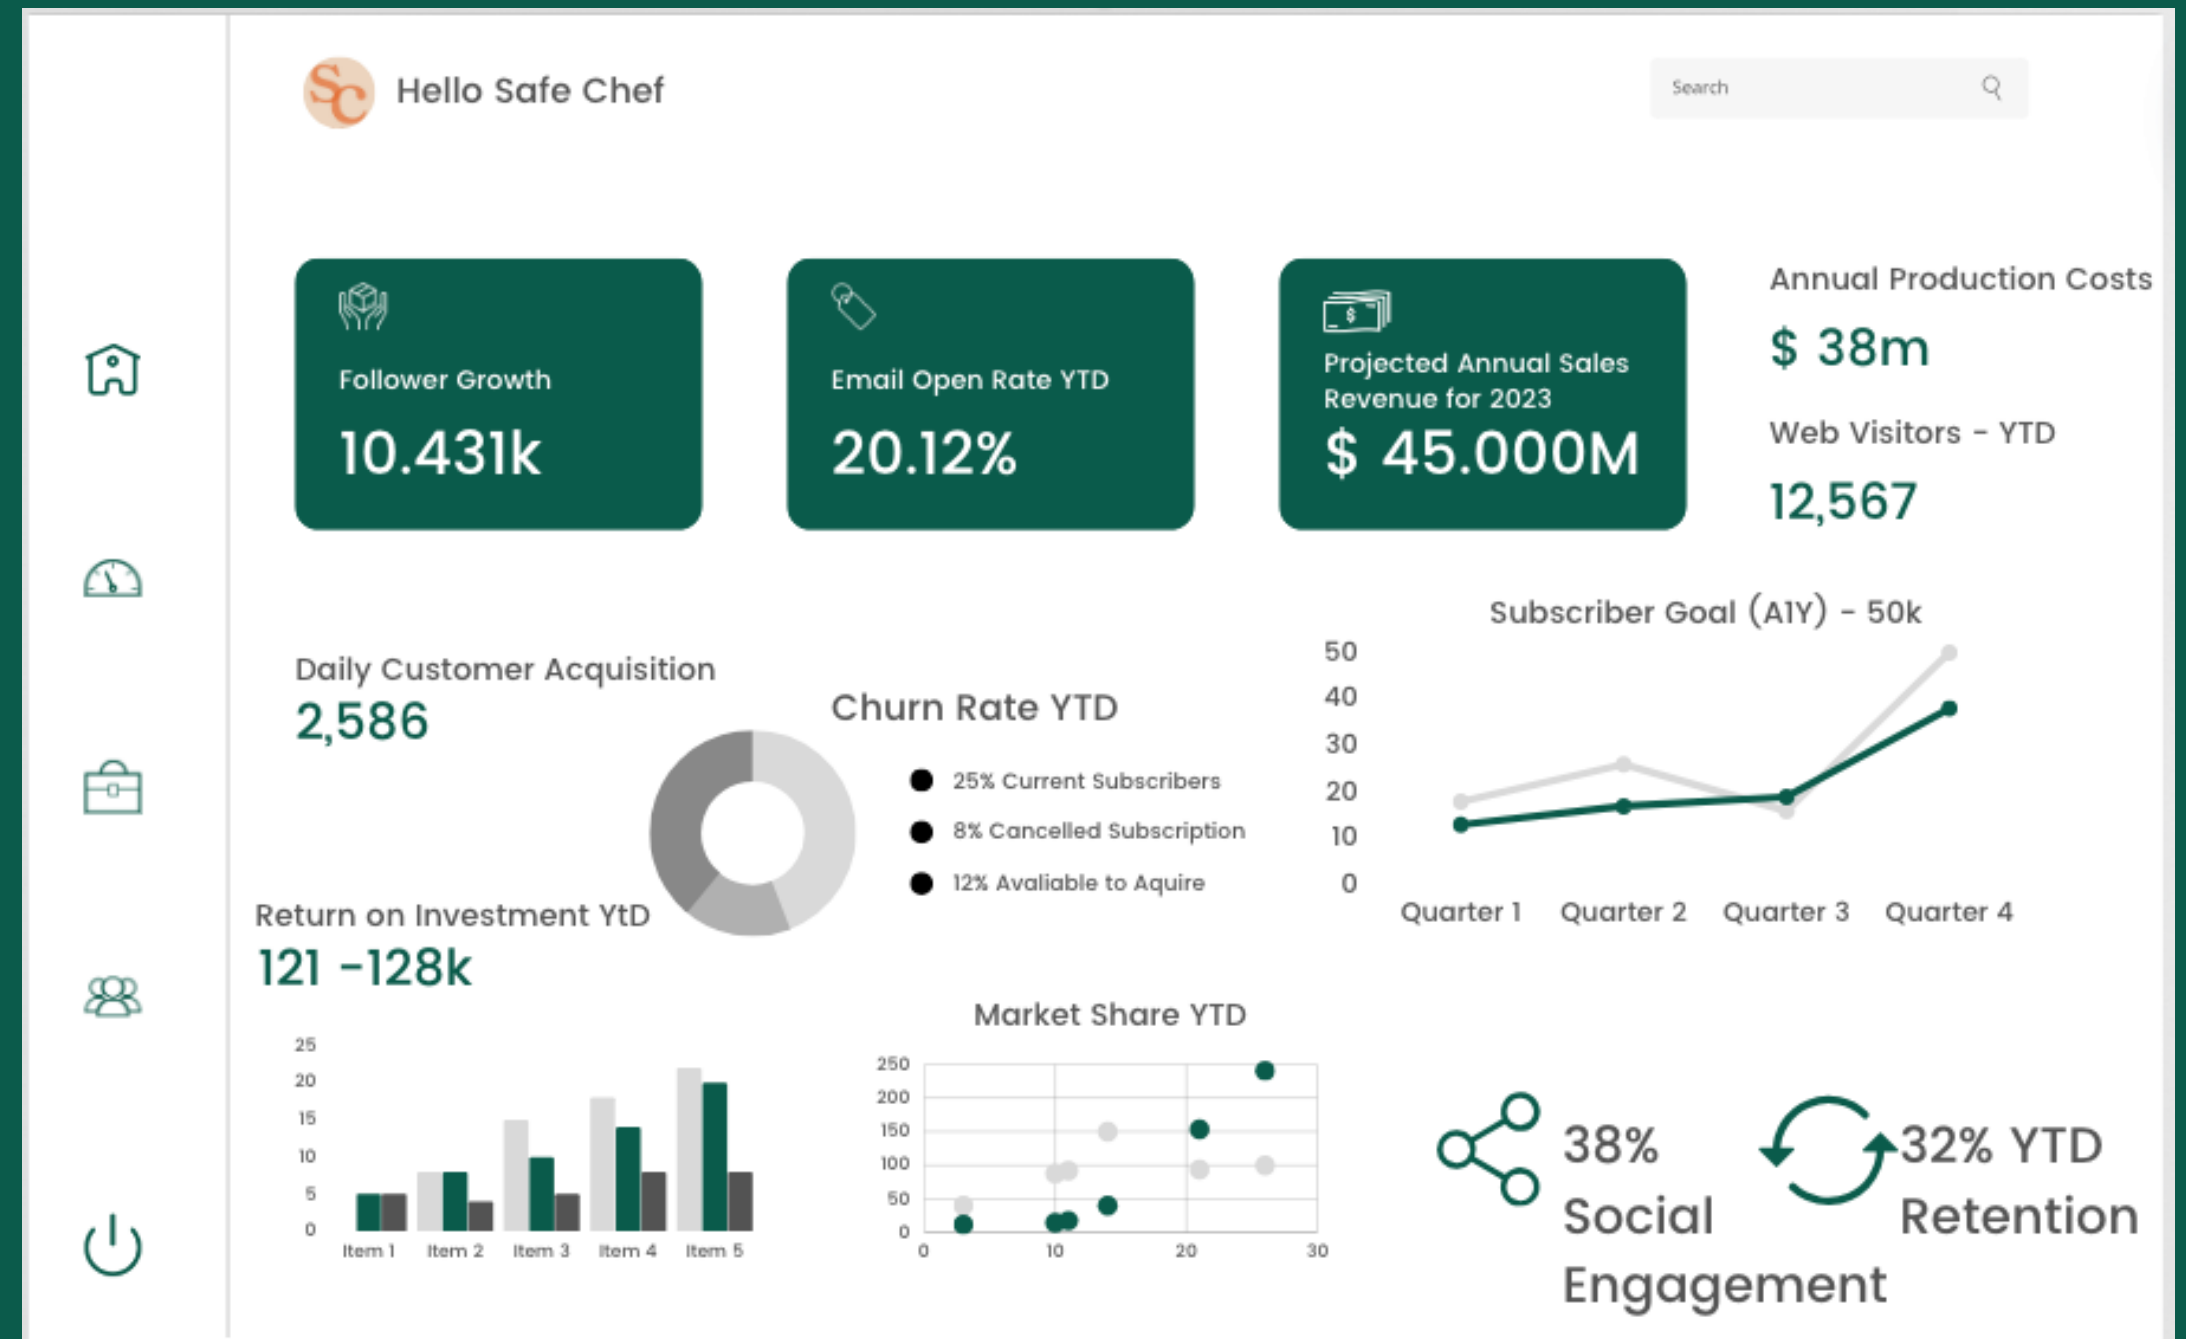 SC
Hello Safe Chef
Search
Follower Growth
10.431k
Email Open Rate YTD
20.12%
Projected Annual Sales
Revenue for 2023
$ 45.000M
Annual Production Costs
$ 38m
Web Visitors - YTD
12,567
Daily Customer Acquisition
2,586
Churn Rate YTD
25% Current Subscribers
8% Cancelled Subscription
12% Avaliable to Aquire
Subscriber Goal (A1Y) - 50k
50
40
30
20
10
0
Quarter 1 Quarter 2 Quarter 3 Quarter 4
Return on Investment YtD
121 -128k
25
20
15
10
5
0
Item 1 Item 2 Item 3 Item 4 Item 5
Market Share YTD
250
200
150
100
50
0
0 10 20 30
38%
Social
Engagement
32% YTD
Retention